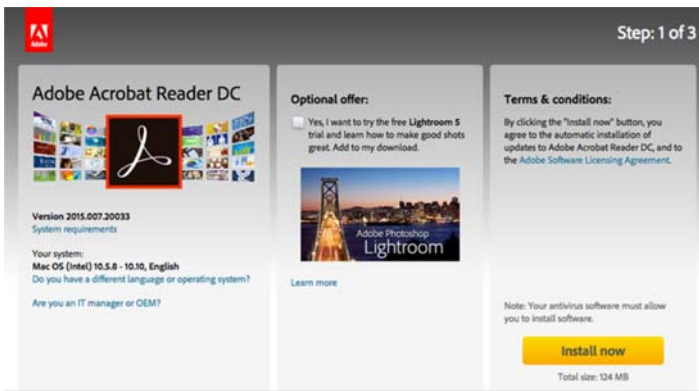 Adobe
Step: 1 of 3
Adobe Acrobat Reader DC
Version 2015.007.20033
System requirements
Your system:
Mac OS (Intel) 10.5.8 - 10.10, English
Do you have a different language or operating system?
Are you an IT manager or OEM?
Optional offer:
Yes, I want to try the free Lightroom 5
trial and learn how to make good shots
great. Add to my download.
Adobe Photoshop
Lightroom
Learn more
Terms & conditions:
By clicking the "Install now" button, you
agree to the automatic installation of
updates to Adobe Acrobat Reader DC, and to
the Adobe Software Licensing Agreement.
Note: Your antivirus software must allow
you to install software.
Install now
Total size: 124 MB